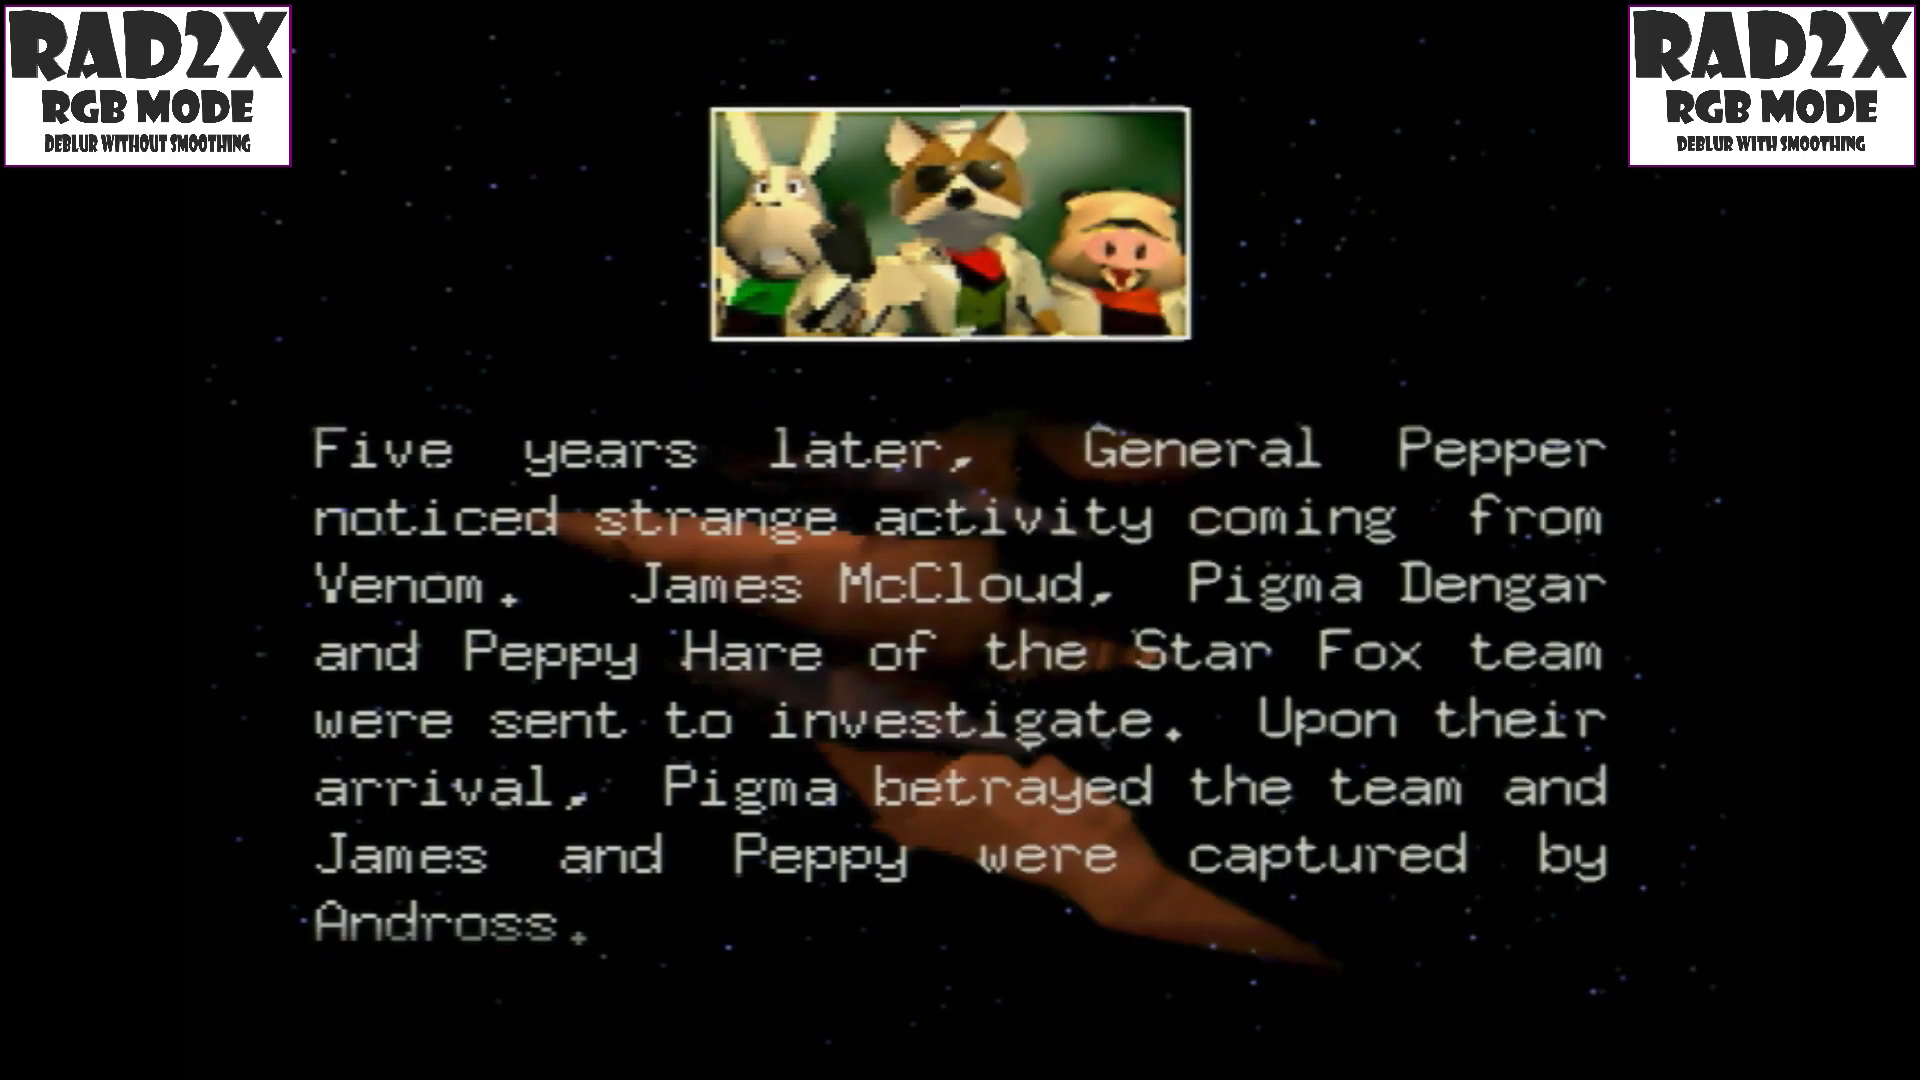 RAD2X
RGB MODE
DEBLUR WITHOUT SMOOTHING
RAD2X
RGB MODE
DEBLUR WITH SMOOTHING
Five years later, General Pepper
noticed strange activity coming from
Venom. James McCloud, Pigma Dengar
and Peppy Hare of the Star Fox team
were sent to investigate. Upon their
arrival, Pigma betrayed the team and
James and Peppy were captured by
Andross.